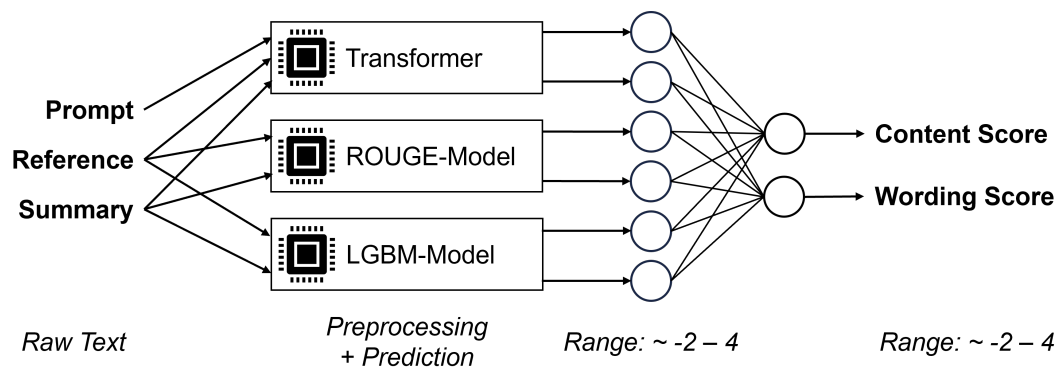 Prompt
Reference
Summary
Transformer
ROUGE-Model
LGBM-Model
Content Score
Wording Score
Raw Text
Preprocessing
+ Prediction
Range: ~ -2 – 4
Range: ~ -2 – 4